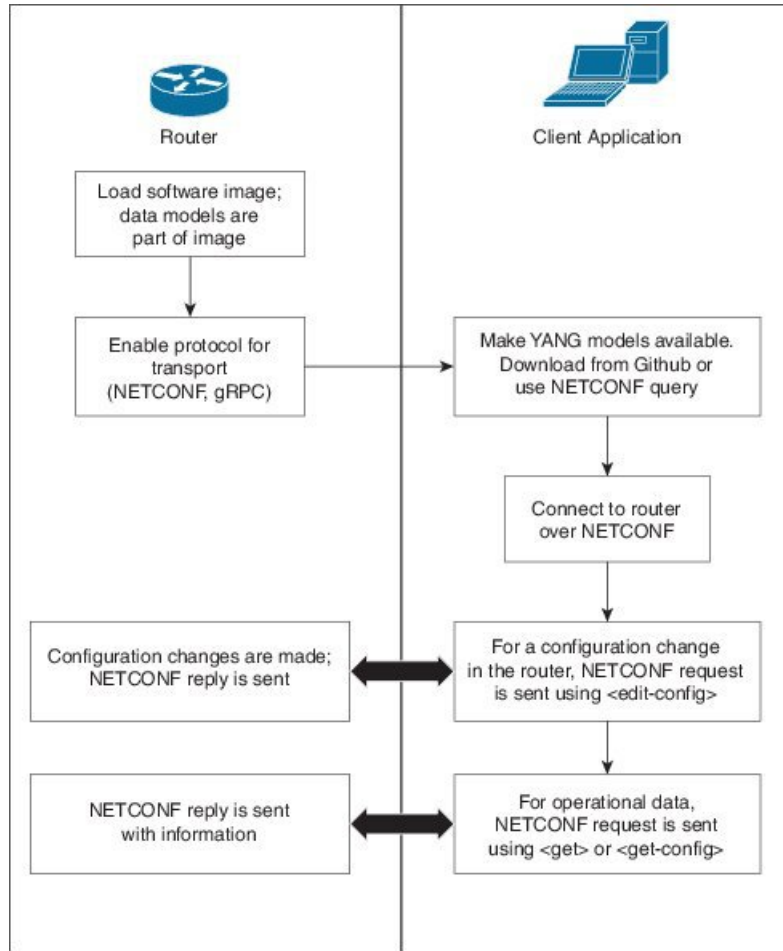 Router
Client Application
Load software image;
data models are
part of image
Enable protocol for
transport
(NETCONF, gRPC)
Make YANG models available.
Download from Github or
use NETCONF query
Connect to router
over NETCONF
Configuration changes are made;
NETCONF reply is sent
For a configuration change
in the router, NETCONF request
is sent using <edit-config>
NETCONF reply is sent
with information
For operational data,
NETCONF request is sent
using <get> or <get-config>